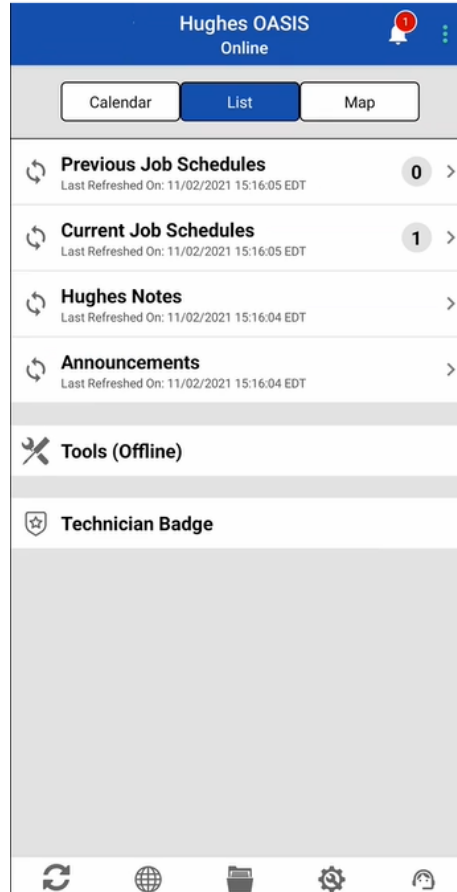 Hughes OASIS
1
Online
Calendar List Map
Previous Job Schedules
Last Refreshed On: 11/02/2021 15:16:05 EDT
0
Current Job Schedules
Last Refreshed On: 11/02/2021 15:16:05 EDT
1
Hughes Notes
Last Refreshed On: 11/02/2021 15:16:04 EDT
Announcements
Last Refreshed On: 11/02/2021 15:16:04 EDT
Tools (Offline)
Technician Badge